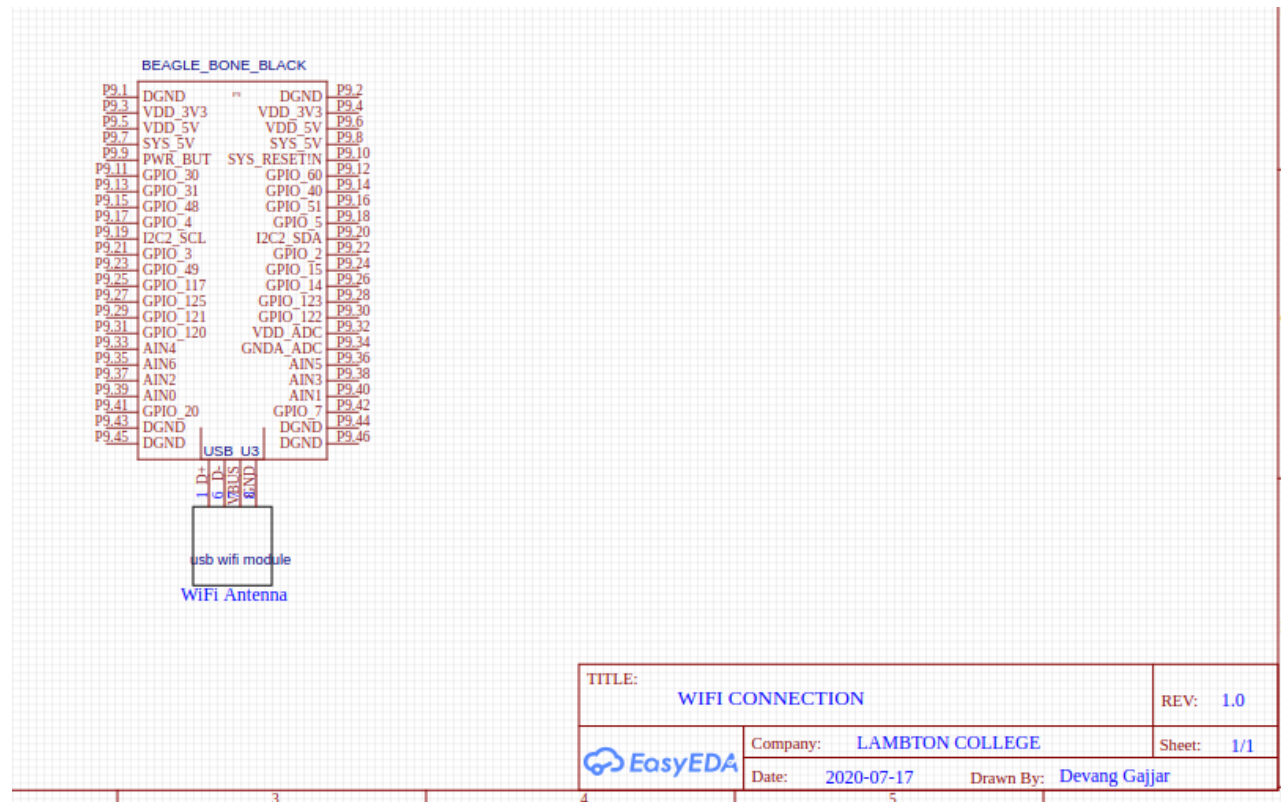 BEAGLE_BONE_BLACK
P9.1 DGND DGND P9.2
P9.3 VDD_3V3 VDD_3V3 P9.4
P9.5 VDD_5V VDD_5V P9.6
P9.7 SYS_5V SYS_5V P9.8
P9.9 PWR_BUT SYS_RESET!N P9.10
P9.11 GPIO_30 GPIO_60 P9.12
P9.13 GPIO_31 GPIO_40 P9.14
P9.15 GPIO_48 GPIO_51 P9.16
P9.17 GPIO_4 GPIO_5 P9.18
P9.19 I2C2_SCL I2C2_SDA P9.20
P9.21 GPIO_3 GPIO_2 P9.22
P9.23 GPIO_49 GPIO_15 P9.24
P9.25 GPIO_117 GPIO_14 P9.26
P9.27 GPIO_125 GPIO_123 P9.28
P9.29 GPIO_121 GPIO_122 P9.30
P9.31 GPIO_120 VDD_ADC P9.32
P9.33 AIN4 GNDA_ADC P9.34
P9.35 AIN6 AIN5 P9.36
P9.37 AIN2 AIN3 P9.38
P9.39 AIN0 AIN1 P9.40
P9.41 GPIO_20 GPIO_7 P9.42
P9.43 DGND DGND P9.44
P9.45 DGND DGND P9.46
USB U3
D+ D- VBUS GND
1 6 7 8
usb wifi module
WiFi Antenna
TITLE:
WIFI CONNECTION
REV: 1.0
EasyEDA
Company: LAMBTON COLLEGE
Sheet: 1/1
Date: 2020-07-17 Drawn By: Devang Gajjar
3 4 5